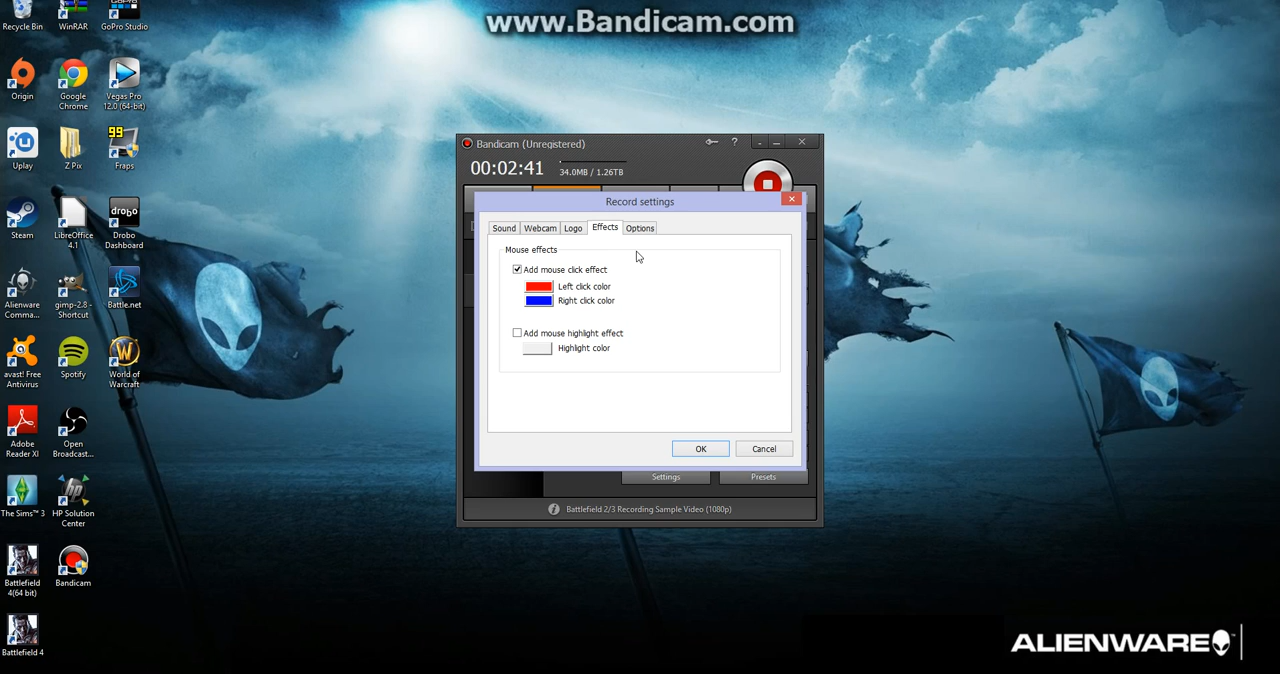 www.Bandicam.com
Recycle Bin
WinRAR
GoPro Studio
Origin
Google Chrome
Vegas Pro 12.0 (64-bit)
Uplay
Z Pix
99
Fraps
Steam
LibreOffice 4.1
drobo
Drobo Dashboard
Alienware Comma...
gimp-2.8 - Shortcut
Battle.net
avast! Free Antivirus
Spotify
World of Warcraft
Adobe Reader XI
Open Broadcast...
The Sims™ 3
HP Solution Center
Battlefield 4(64 bit)
Bandicam
Battlefield 4
Bandicam (Unregistered)
?
00:02:41
34.0MB / 1.26TB
Record settings
Sound Webcam Logo Effects Options
Mouse effects
Add mouse click effect
Left click color
Right click color
Add mouse highlight effect
Highlight color
OK Cancel
Settings Presets
Battlefield 2/3 Recording Sample Video (1080p)
ALIENWARE